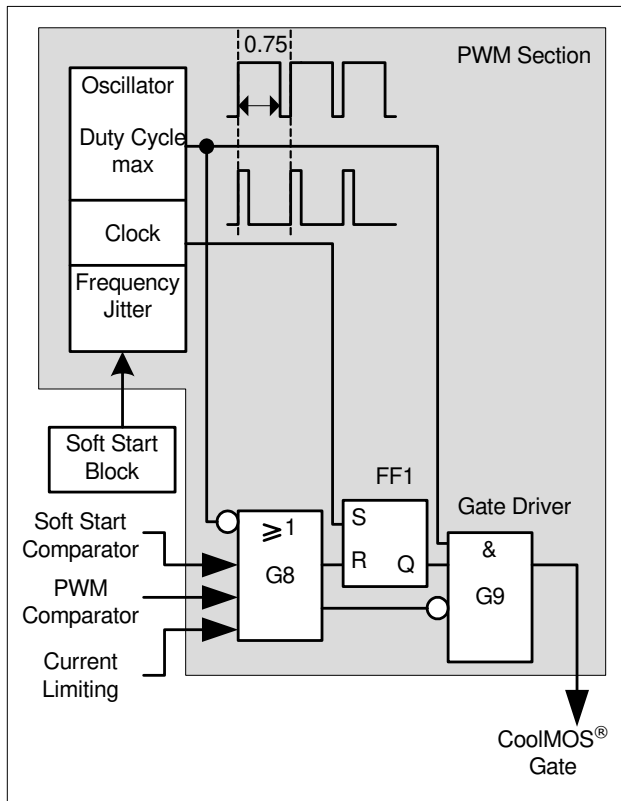 0.75
PWM Section
Oscillator
Duty Cycle
max
Clock
Frequency
Jitter
Soft Start
Block
FF1
Gate Driver
Soft Start
Comparator
PWM
Comparator
Current
Limiting
≥1
G8
S
R
Q
&
G9
CoolMOS®
Gate